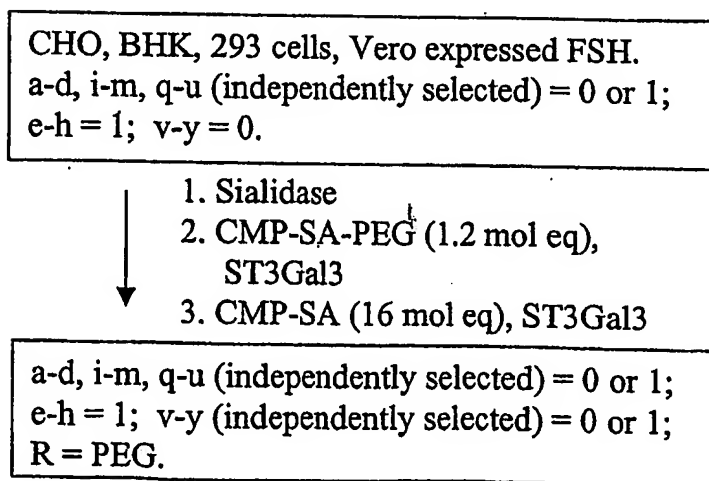 CHO, BHK, 293 cells, Vero expressed FSH.
a-d, i-m, q-u (independently selected) = 0 or 1;
e-h = 1; v-y = 0.
1. Sialidase
2. CMP-SA-PEG (1.2 mol eq),
ST3Gal3
3. CMP-SA (16 mol eq), ST3Gal3
a-d, i-m, q-u (independently selected) = 0 or 1;
e-h = 1; v-y (independently selected) = 0 or 1;
R = PEG.